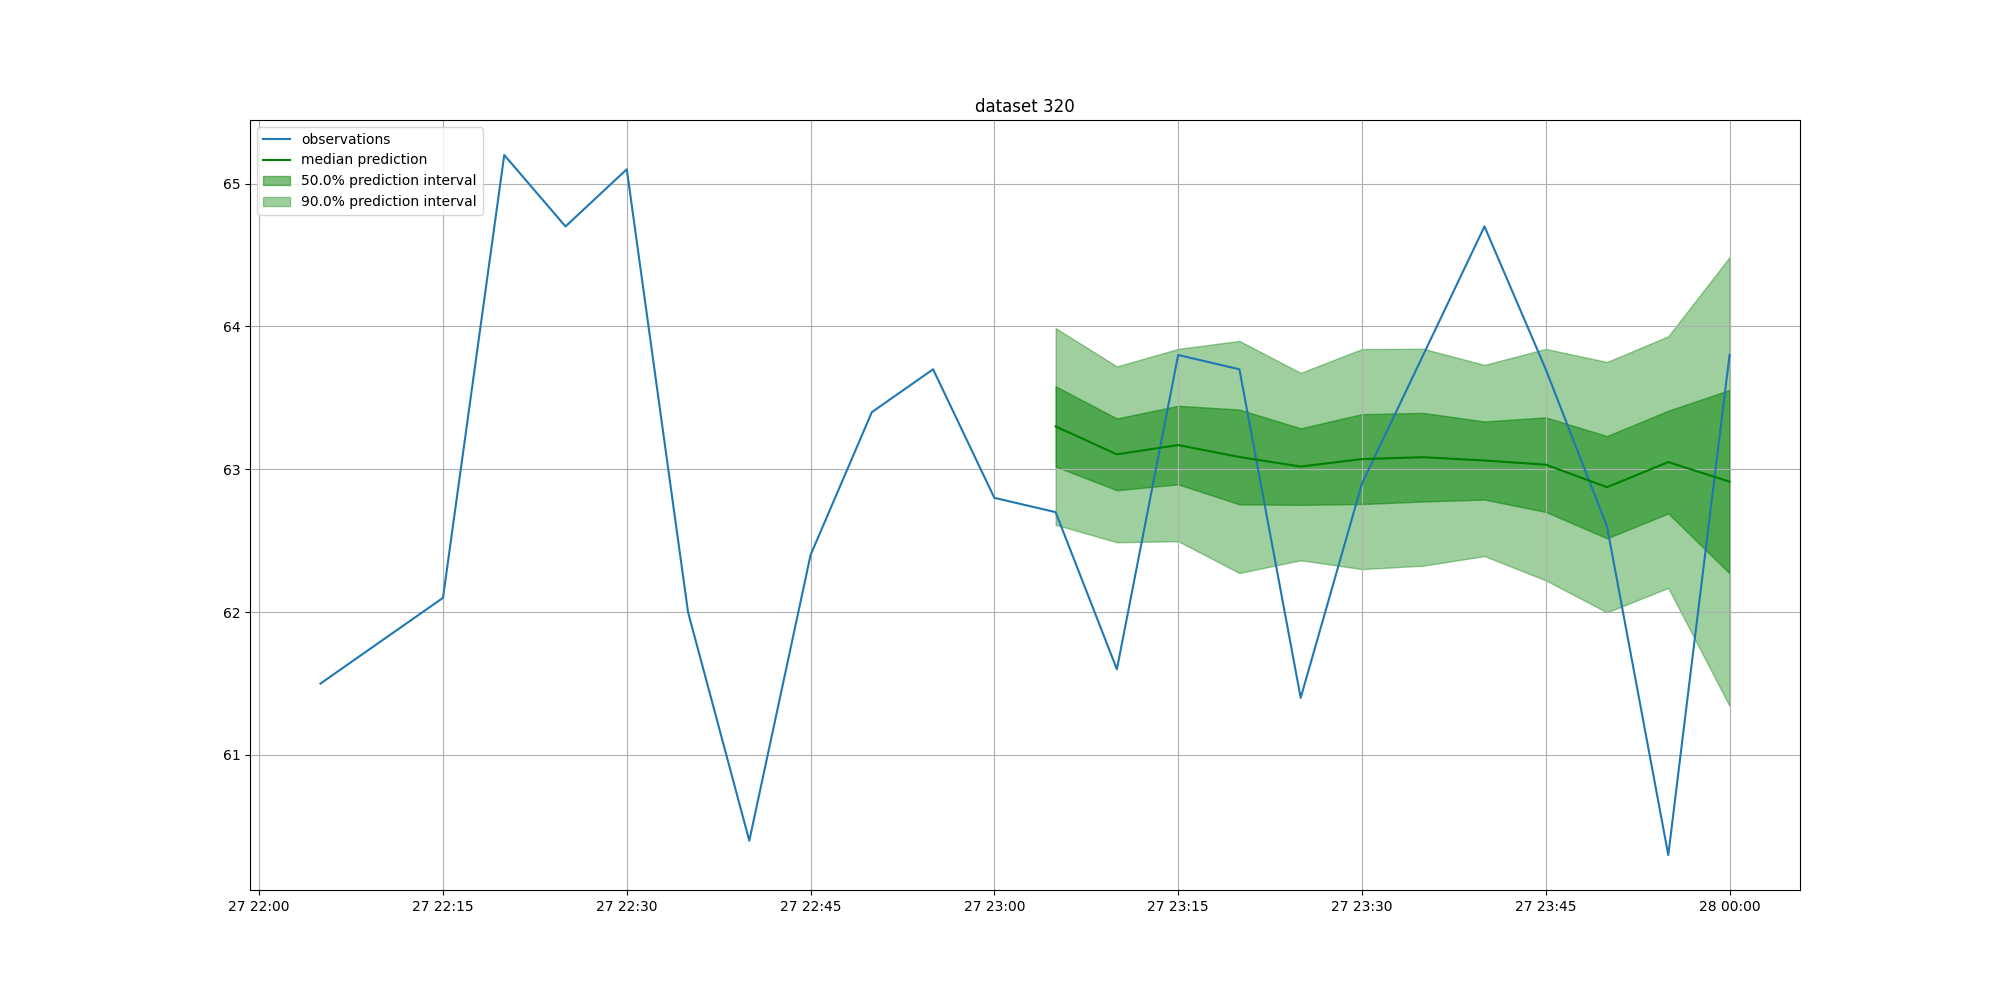 dataset 320
observations
median prediction
50.0% prediction interval
90.0% prediction interval
65
64
63
62
61
27 22:00 27 22:15 27 22:30 27 22:45 27 23:00 27 23:15 27 23:30 27 23:45 28 00:00